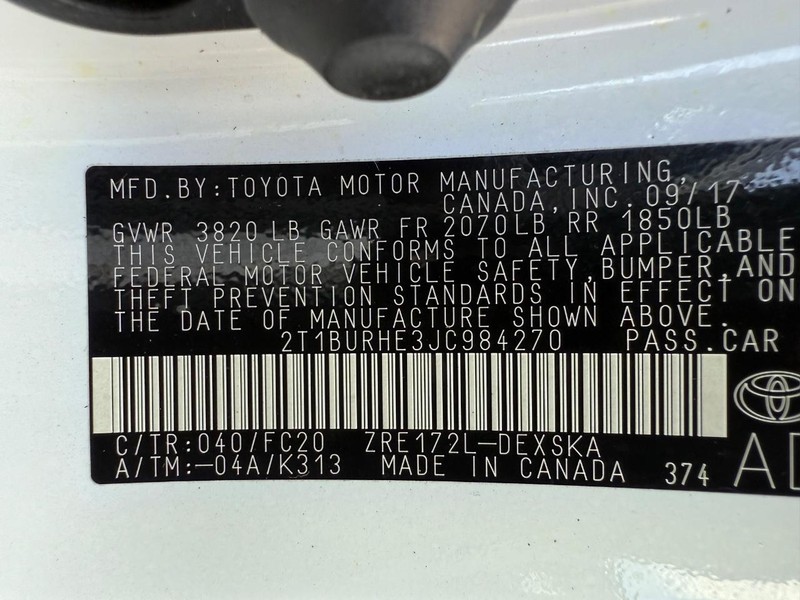 MFD.BY:TOYOTA MOTOR MANUFACTURING,
CANADA, INC. 09/17
GVWR 3820 LB GAWR FR 2070LB RR 1850LB
THIS VEHICLE CONFORMS TO ALL APPLICABLE
FEDERAL MOTOR VEHICLE SAFETY,BUMPER,AND
THEFT PREVENTION STANDARDS IN EFFECT ON
THE DATE OF MANUFACTURE SHOWN ABOVE.
2T1BURHE3JC984270 PASS.CAR
C/TR:040/FC20 ZRE172L-DEXSKA
A/TM:-04A/K313 MADE IN CANADA 374